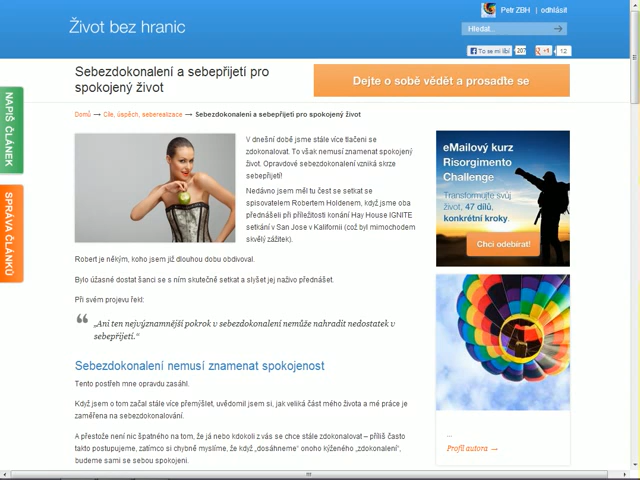 Život bez hranic
Petr ZBH | odhlásit
Hledat...
To se mi líbí 207
+1 12
NAPIŠ ČLÁNEK
SPRÁVA ČLÁNKŮ
Sebezdokonalení a sebepřijetí pro
spokojený život
Dejte o sobě vědět a prosaďte se
Domů → Cíle, úspěch, seberealizace → Sebezdokonalení a sebepřijetí pro spokojený život
V dnešní době jsme stále více tlačeni se
zdokonalovat. To však nemusí znamenat spokojený
život. Opravdové sebezdokonalení vzniká skrze
sebepřijetí!
Nedávno jsem měl tu čest se setkat se
spisovatelem Robertem Holdenem, když jsme oba
přednášeli při příležitosti konání Hay House IGNITE
setkání v San Jose v Kalifornii (což byl mimochodem
skvělý zážitek).
Robert je někým, koho jsem již dlouhou dobu obdivoval.
Bylo úžasné dostat šanci se s ním skutečně setkat a slyšet jej naživo přednášet.
Při svém projevu řekl:
“ „Ani ten nejvýznamnější pokrok v sebezdokonalení nemůže nahradit nedostatek v
sebepřijetí.“
Sebezdokonalení nemusí znamenat spokojenost
Tento postřeh mne opravdu zasáhl.
Když jsem o tom začal stále více přemýšlet, uvědomil jsem si, jak veliká část mého života a mé práce je
zaměřena na sebezdokonalování.
A přestože není nic špatného na tom, že já nebo kdokoli z vás se chce stále zdokonalovat – příliš často
takto postupujeme, zatímco si chybně myslíme, že když „dosáhneme“ onoho kýženého „zdokonalení“,
budeme sami se sebou spokojeni.
eMailový kurz
Risorgimento
Challenge
Transformujte svůj
život, 47 dílů,
konkrétní kroky.
Chci odebírat!
...
Profil autora →